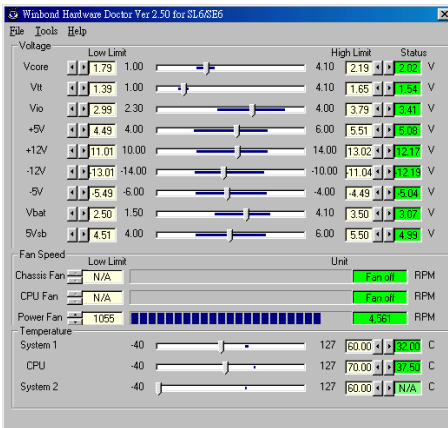 Winbond Hardware Doctor Ver 2.50 for SL6/SE6
File Tools Help
Voltage Low Limit High Limit Status
Vcore 1.79 1.00 4.10 2.19 2.02 V
Vtt 1.39 1.00 4.10 1.65 1.54 V
Vio 2.99 2.30 4.00 3.79 3.41 V
+5V 4.49 4.00 6.00 5.51 5.08 V
+12V 11.01 10.00 14.00 13.02 12.17 V
-12V -13.01 -14.00 -10.00 -11.04 -12.19 V
-5V -5.49 -6.00 -4.00 -4.49 -5.04 V
Vbat 2.50 1.50 4.10 3.50 3.07 V
5Vsb 4.51 4.00 6.00 5.50 4.99 V
Fan Speed Low Limit Unit
Chassis Fan N/A Fan off RPM
CPU Fan N/A Fan off RPM
Power Fan 1055 4,561 RPM
Temperature
System 1 -40 127 60.00 32.00 C
CPU -40 127 70.00 37.50 C
System 2 -40 127 60.00 N/A C